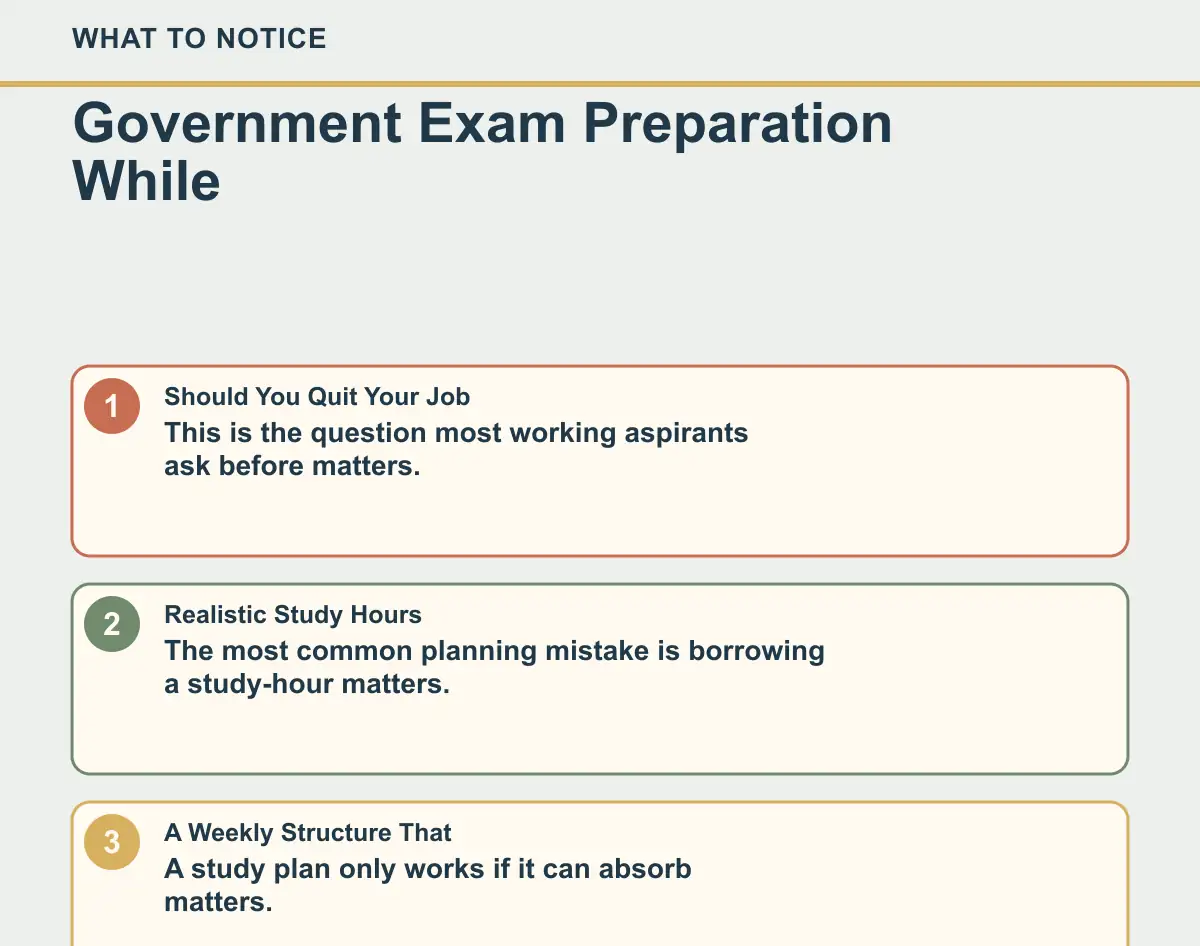 WHAT TO NOTICE
Government Exam Preparation
While
1
Should You Quit Your Job
This is the question most working aspirants
ask before matters.
2
Realistic Study Hours
The most common planning mistake is borrowing
a study-hour matters.
3
A Weekly Structure That
A study plan only works if it can absorb
matters.